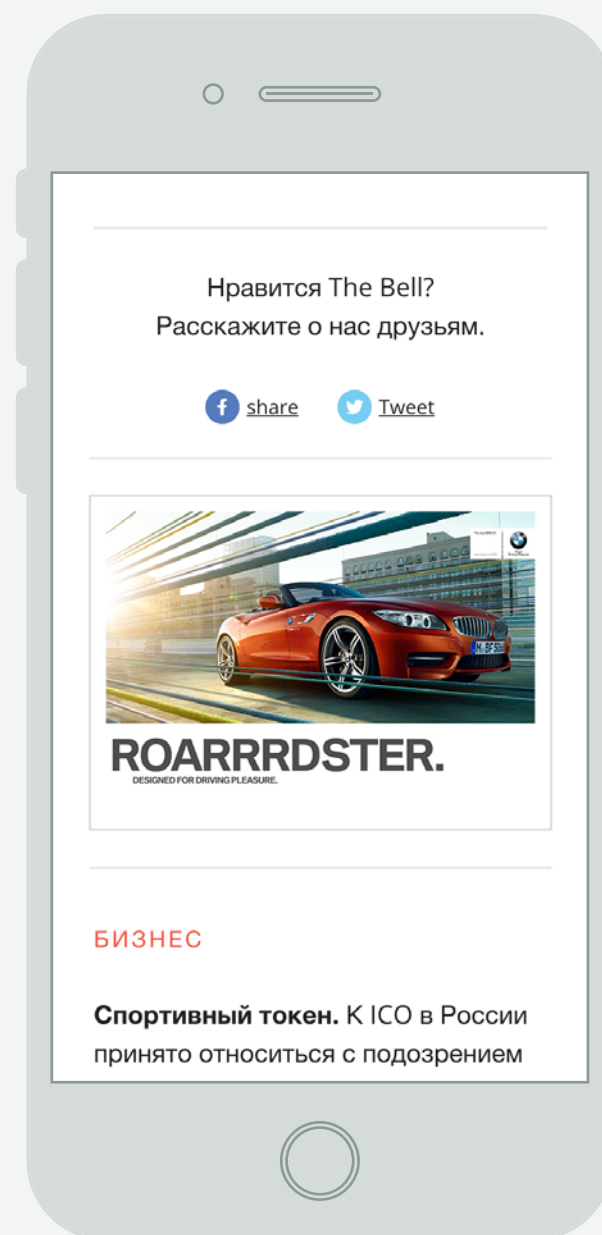 Нравится The Bell?
Расскажите о нас друзьям.
share Tweet
ROARRRDSTER.
DESIGNED FOR DRIVING PLEASURE.
БИЗНЕС
Спортивный токен. К ICO в России
принято относиться с подозрением